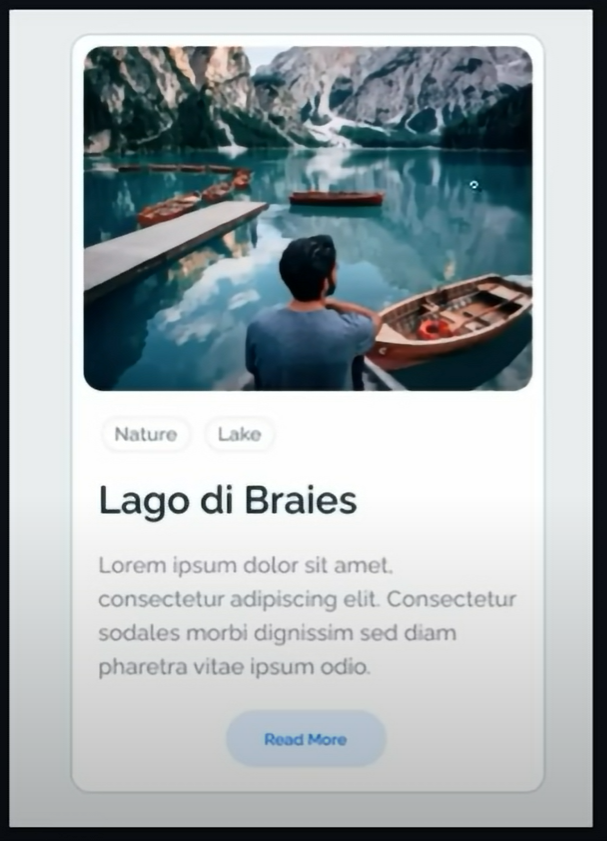 Nature Lake
Lago di Braies
Lorem ipsum dolor sit amet,
consectetur adipiscing elit. Consectetur
sodales morbi dignissim sed diam
pharetra vitae ipsum odio.
Read More